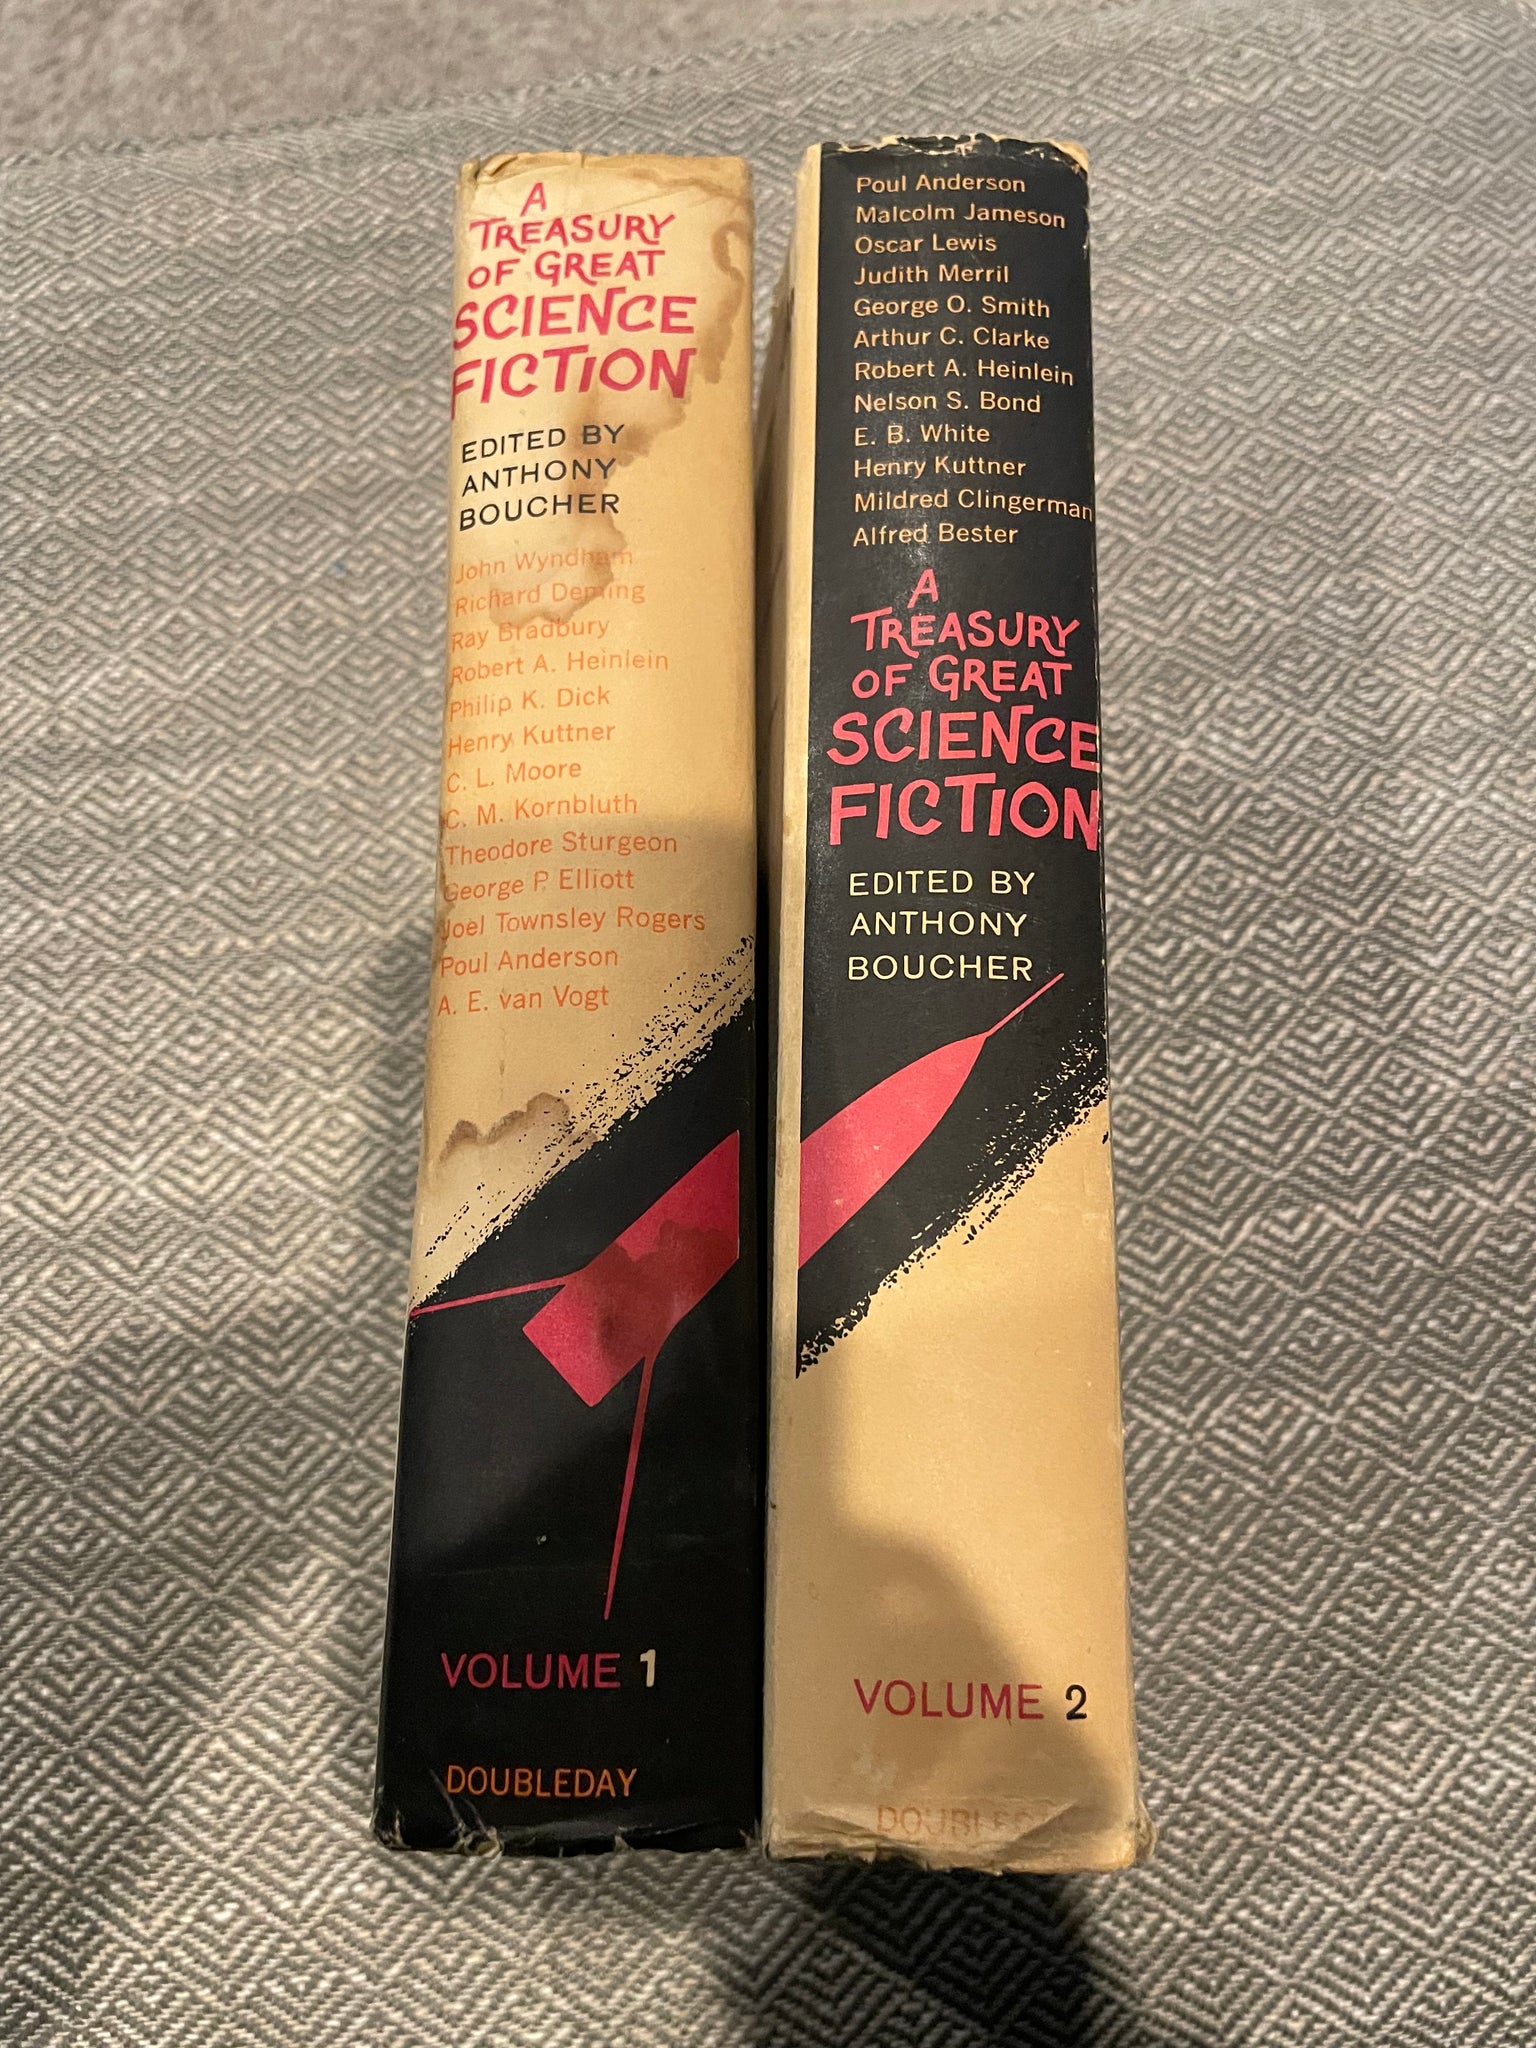 A
TREASURY
OF GREAT
SCIENCE
FICTION
EDITED BY
ANTHONY
BOUCHER
John Wyndham
Richard Deming
Ray Bradbury
Robert A. Heinlein
Philip K. Dick
Henry Kuttner
C. L. Moore
C. M. Kornbluth
Theodore Sturgeon
George P. Elliott
Joel Townsley Rogers
Poul Anderson
A. E. van Vogt
VOLUME 1
DOUBLEDAY
Poul Anderson
Malcolm Jameson
Oscar Lewis
Judith Merril
George O. Smith
Arthur C. Clarke
Robert A. Heinlein
Nelson S. Bond
E. B. White
Henry Kuttner
Mildred Clingerman
Alfred Bester
A
TREASURY
OF GREAT
SCIENCE
FICTION
EDITED BY
ANTHONY
BOUCHER
VOLUME 2
DOUBLEDAY